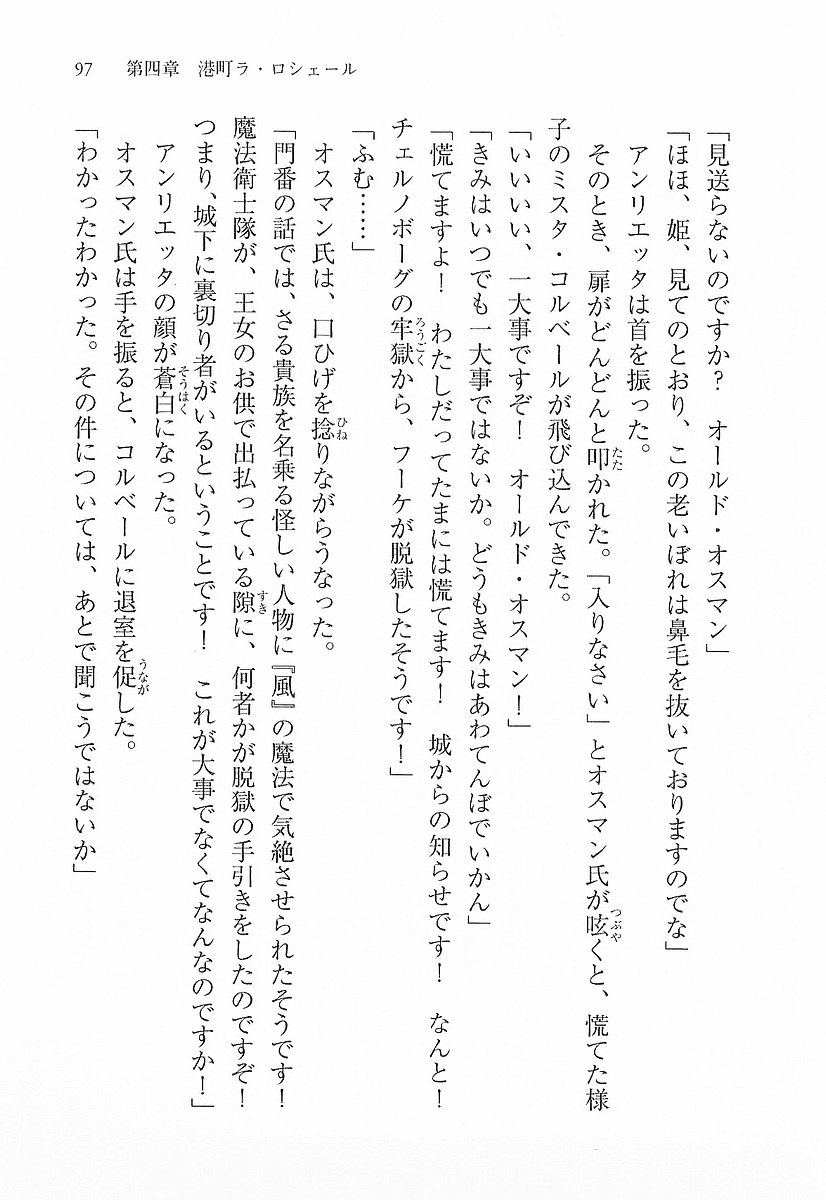 97 第四章 港町ラ・ロシェール
「見送らないのですか？　オールド・オスマン」
「ほほ、姫、見てのとおり、この老いぼれは鼻毛を抜いておりますのでな」
　アンリエッタは首を振った。
　そのとき、扉がどんどんと叩かれた。「入りなさい」とオスマン氏が呟くと、慌てた様
子のミスタ・コルベールが飛び込んできた。
「いいいい、一大事ですぞ！　オールド・オスマン！」
「きみはいつでも一大事ではないか。どうもきみはあわてんぼでいかん」
「慌てますよ！　わたしだってたまには慌てます！　城からの知らせです！　なんと！
チェルノボーグの牢獄から、フーケが脱獄したそうです！」
「ふむ……」
　オスマン氏は、口ひげを捻りながらうなった。
「門番の話では、さる貴族を名乗る怪しい人物に『風』の魔法で気絶させられたそうです！
魔法衛士隊が、王女のお供で出払っている隙に、何者かが脱獄の手引きをしたのですぞ！
つまり、城下に裏切り者がいるということです！　これが大事でなくてなんなのですか！」
　アンリエッタの顔が蒼白になった。
　オスマン氏は手を振ると、コルベールに退室を促した。
「わかったわかった。その件については、あとで聞こうではないか」